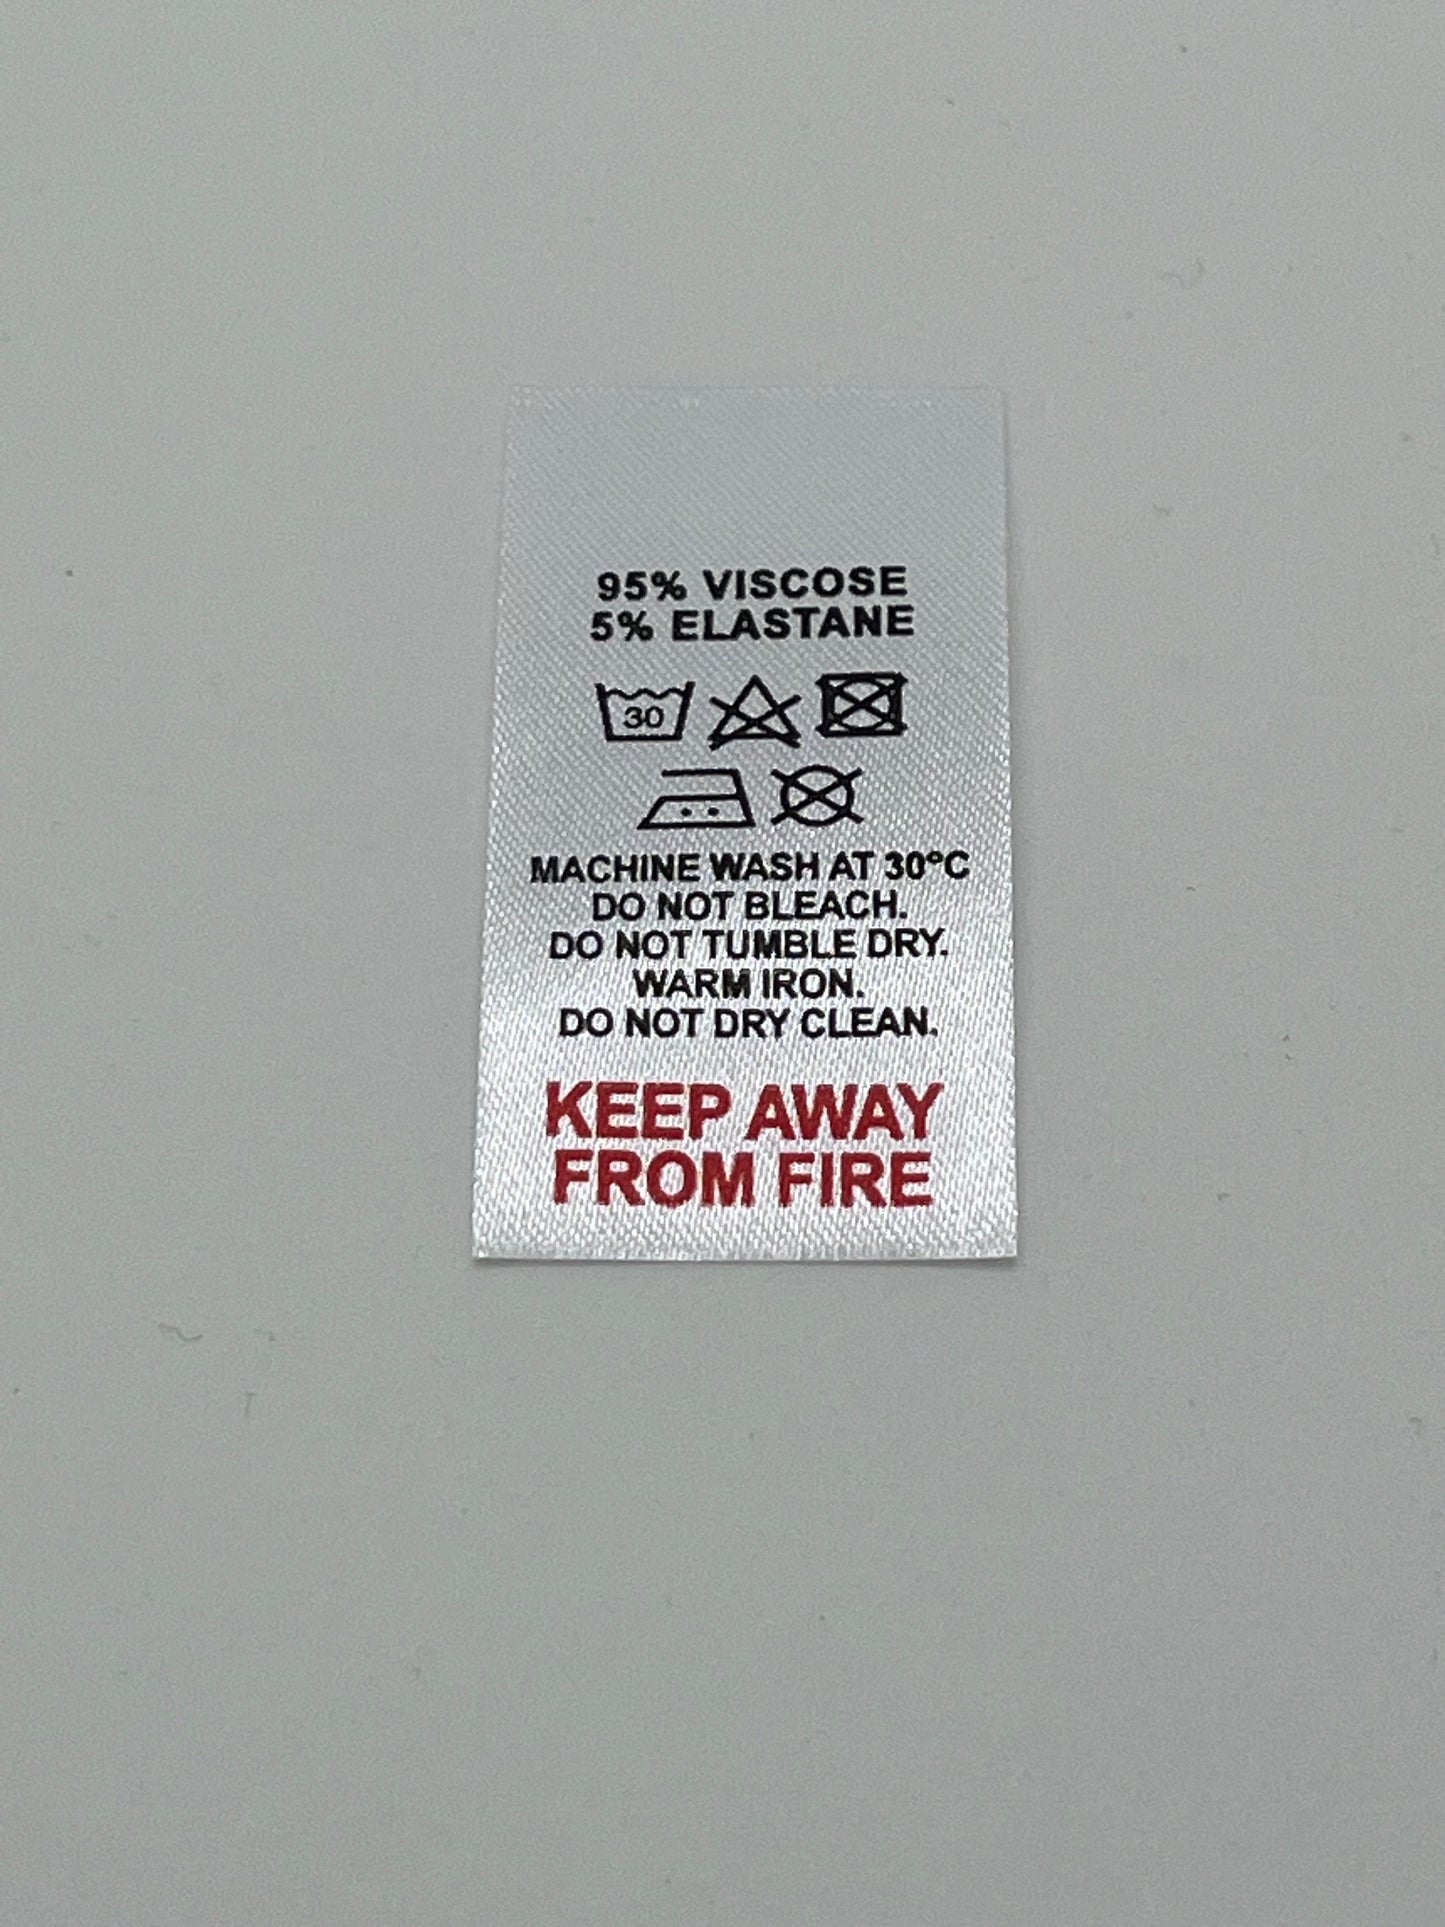 95% VISCOSE
5% ELASTANE
30
MACHINE WASH AT 30°C
DO NOT BLEACH.
DO NOT TUMBLE DRY.
WARM IRON.
DO NOT DRY CLEAN.
KEEP AWAY
FROM FIRE